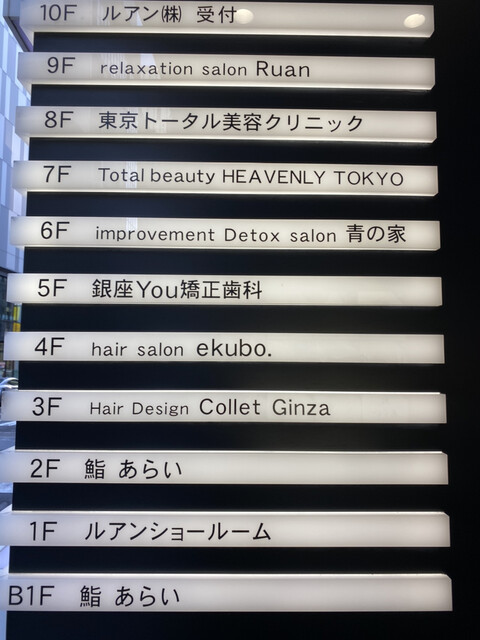 10F ルアン㈱ 受付
9F relaxation salon Ruan
8F 東京トータル美容クリニック
7F Total beauty HEAVENLY TOKYO
6F improvement Detox salon 青の家
5F 銀座You矯正歯科
4F hair salon ekubo.
3F Hair Design Collet Ginza
2F 鮨 あらい
1F ルアンショールーム
B1F 鮨 あらい